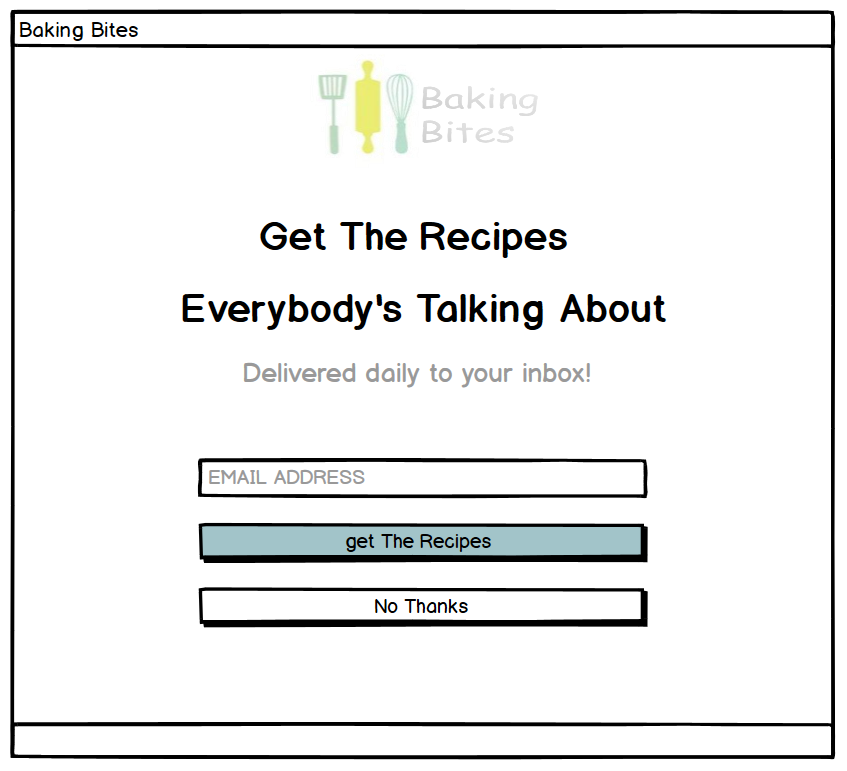 Baking Bites
Baking
Bites
Get The Recipes
Everybody's Talking About
Delivered daily to your inbox!
EMAIL ADDRESS
get The Recipes
No Thanks